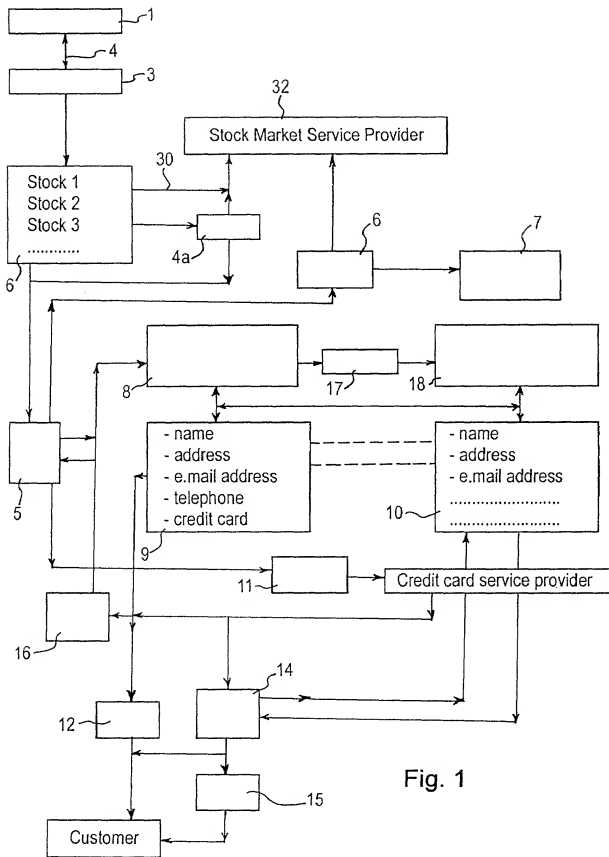 1
4
3
32
Stock Market Service Provider
Stock 1
Stock 2
Stock 3
............
30
4a
6
6
7
8
17
18
- name
- address
- e.mail address
- telephone
- credit card
- name
- address
- e.mail address
........................
........................
5
9
10
11
Credit card service provider
16
14
12
15
Fig. 1
Customer